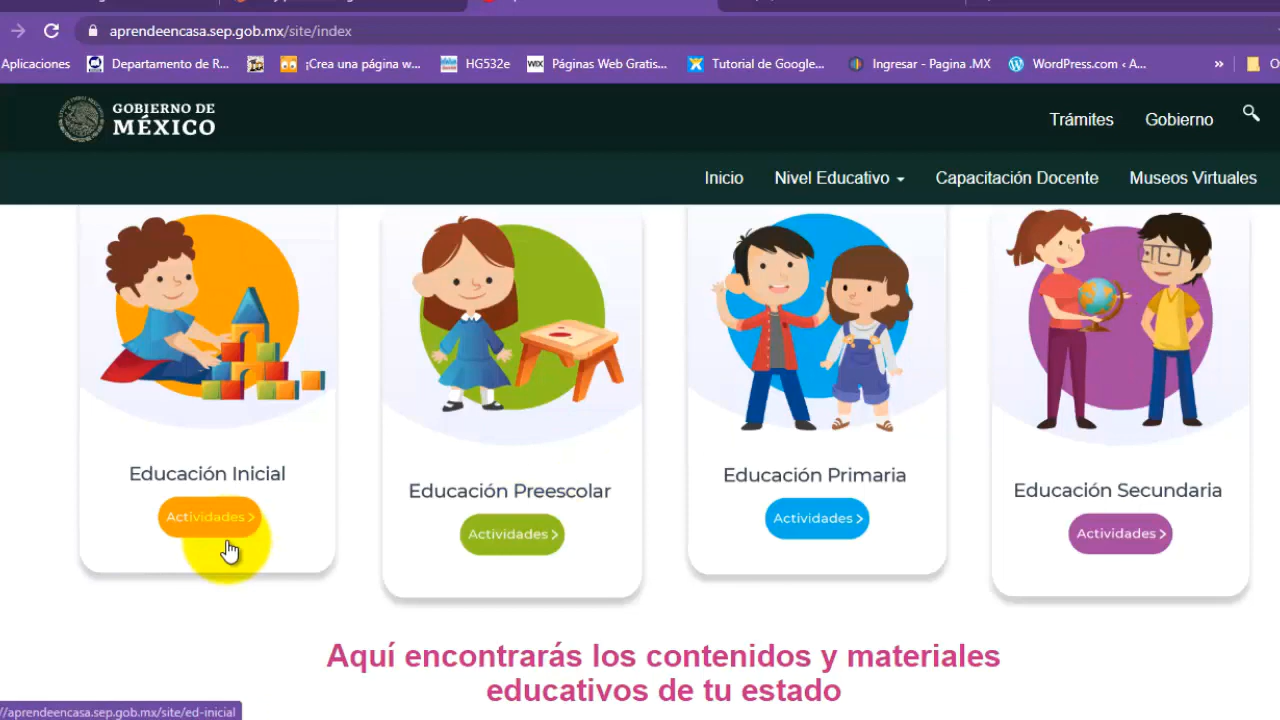 aprendeencasa.sep.gob.mx/site/index
Aplicaciones Departamento de R... ¡Crea una página w... HG532e Páginas Web Gratis... Tutorial de Google... Ingresar - Pagina .MX WordPress.com ‹ A... »
GOBIERNO DE
MÉXICO
Trámites Gobierno
Inicio Nivel Educativo Capacitación Docente Museos Virtuales
Educación Inicial
Actividades >
Educación Preescolar
Actividades >
Educación Primaria
Actividades >
Educación Secundaria
Actividades >
Aquí encontrarás los contenidos y materiales
educativos de tu estado
//aprendeencasa.sep.gob.mx/site/ed-inicial